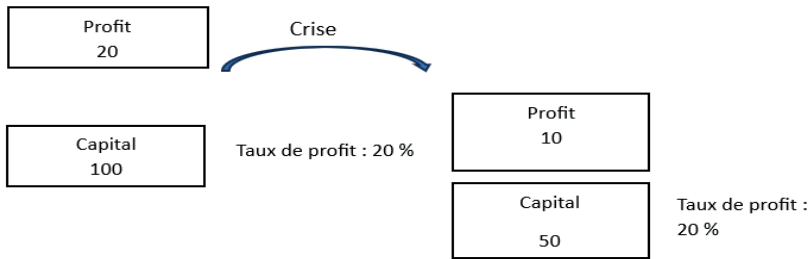 Profit
20
Crise
Capital
100
Taux de profit : 20 %
Profit
10
Capital
50
Taux de profit :
20 %